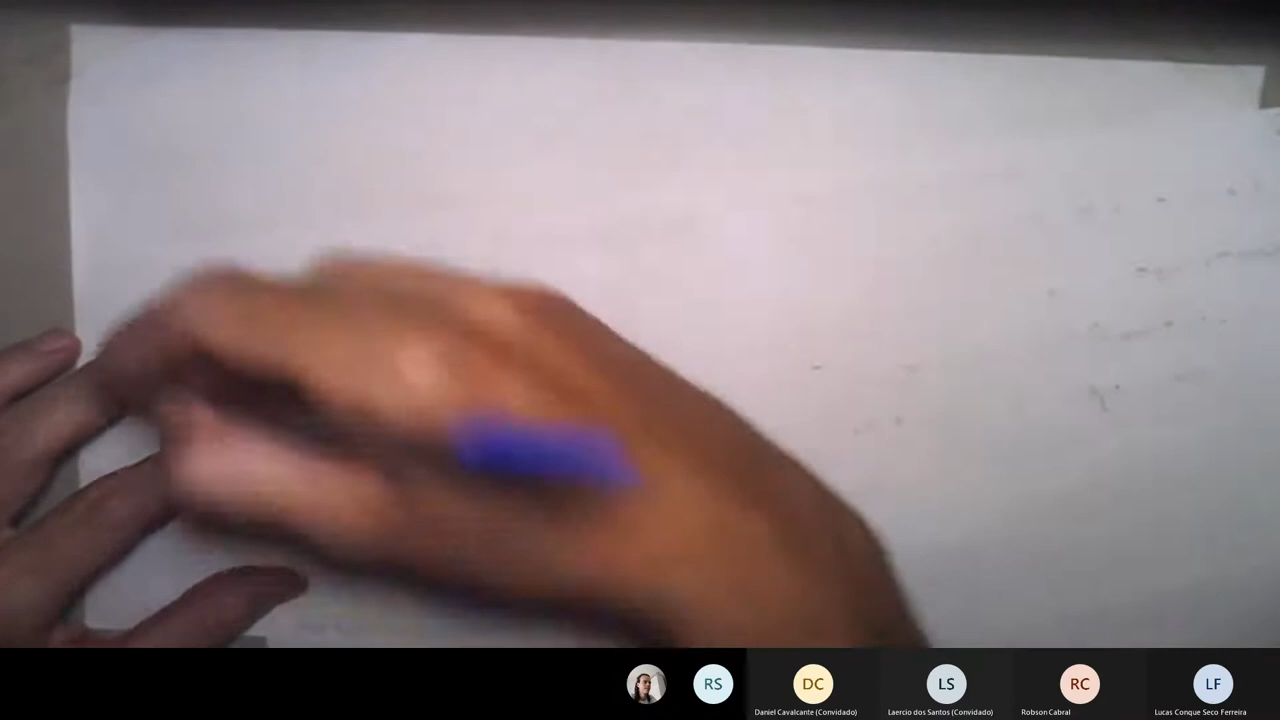 RS DC LS RC LF
Daniel Cavalcante (Convidado) Laercio dos Santos (Convidado) Robson Cabral Lucas Conque Seco Ferreira